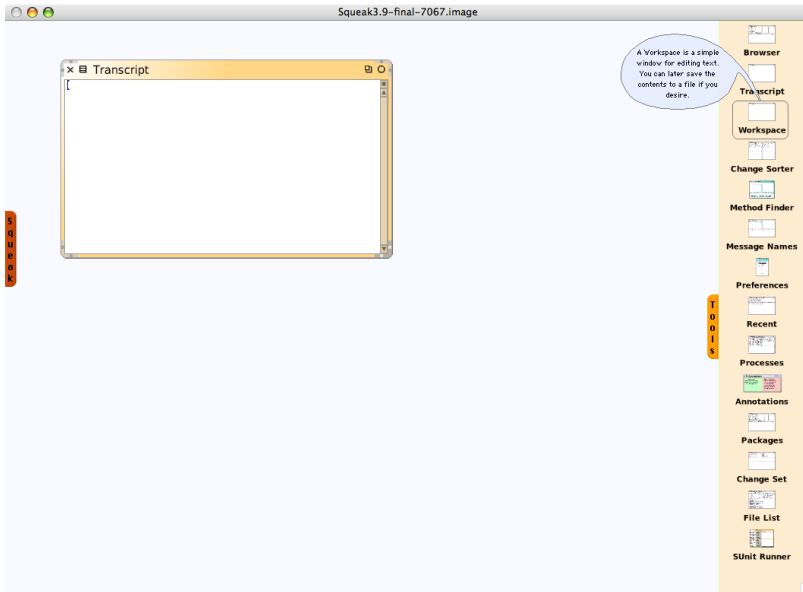 Squeak3.9-final-7067.image
Transcript
A Workspace is a simple
window for editing text.
You can later save the
contents to a file if you
desire.
Squeak
Tools
Browser
Transcript
Workspace
Change Sorter
Method Finder
Message Names
Preferences
Recent
Processes
Annotations
Packages
Change Set
File List
SUnit Runner